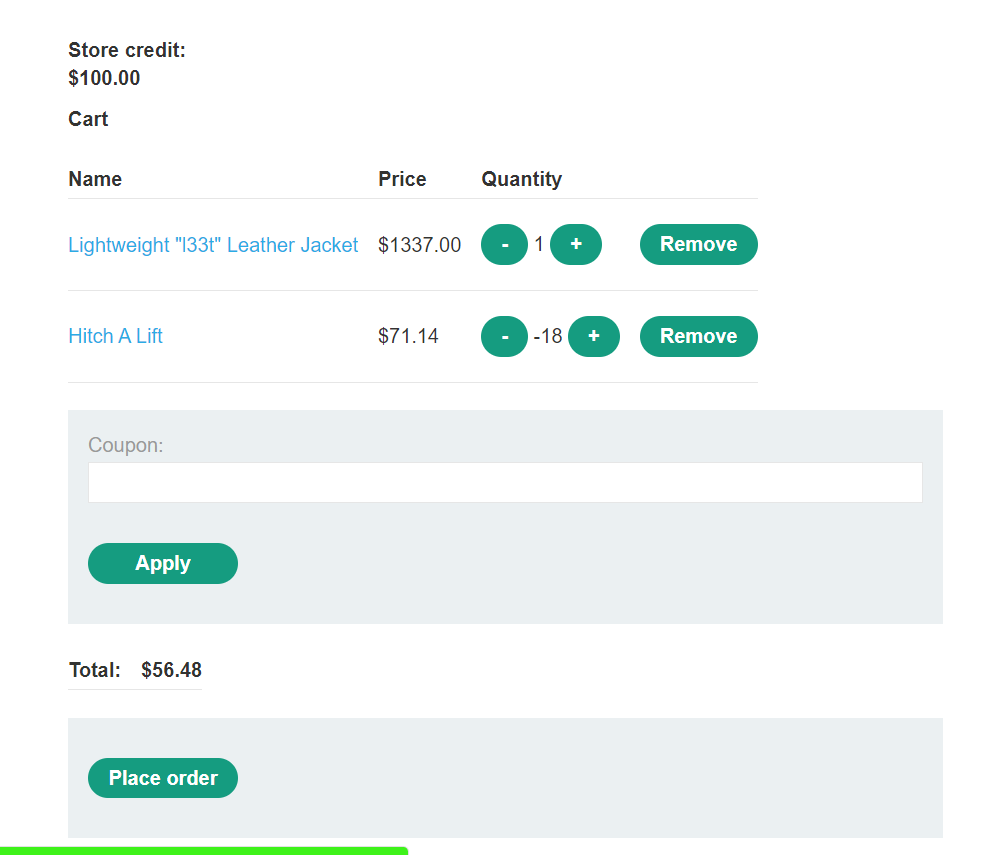 Store credit:
$100.00
Cart
Name Price Quantity
Lightweight "l33t" Leather Jacket $1337.00 - 1 + Remove
Hitch A Lift $71.14 - -18 + Remove
Coupon:
Apply
Total: $56.48
Place order